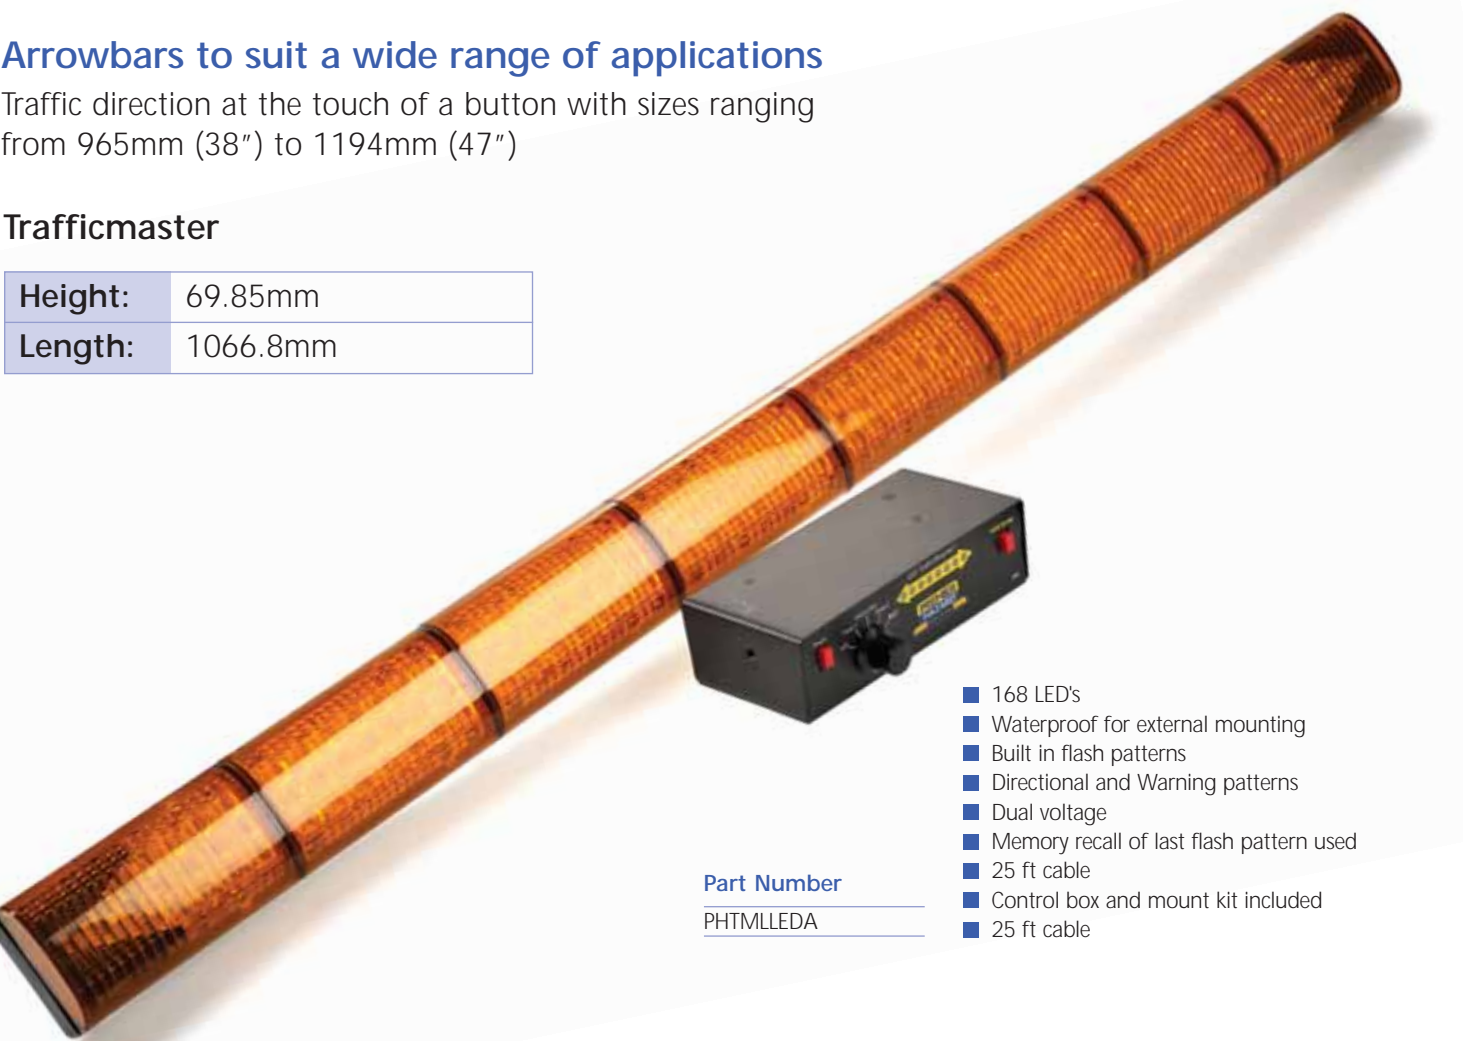 Arrowbars to suit a wide range of applications
Traffic direction at the touch of a button with sizes ranging
from 965mm (38″) to 1194mm (47″)
Trafficmaster
Height: 69.85mm
Length: 1066.8mm
168 LED's
Waterproof for external mounting
Built in flash patterns
Directional and Warning patterns
Dual voltage
Memory recall of last flash pattern used
25 ft cable
Control box and mount kit included
25 ft cable
Part Number
PHTMLLEDA